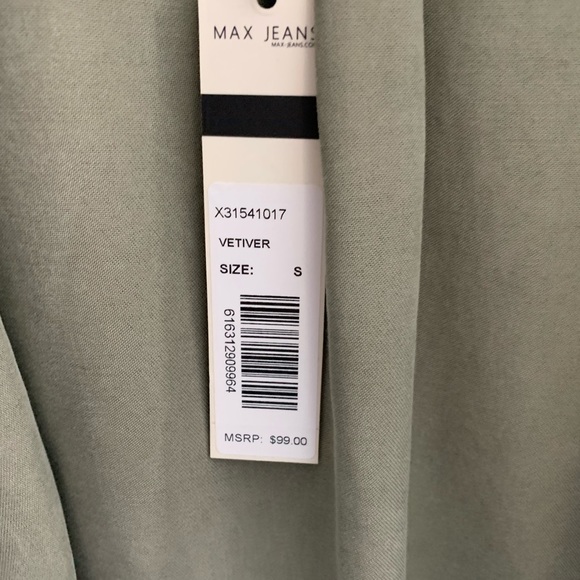 MAX JEANS
MAX-JEANS.COM
X31541017
VETIVER
SIZE: S
616312909964
MSRP: $99.00